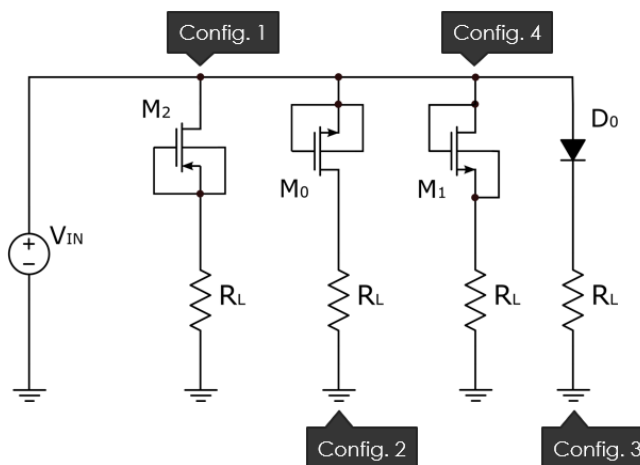 Config. 1
Config. 4
M2
D0
M0
M1
VIN
+
−
RL
RL
RL
RL
Config. 2
Config. 3